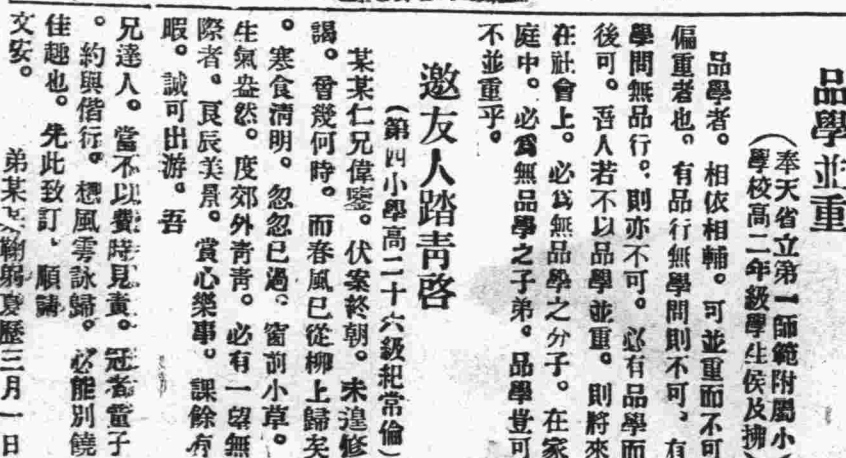 品學並重
（奉天省立第一師範附屬小
學校高二年級學生侯及拂）
品學者。相依相輔。可並重而不可
偏重者也。有品行無學問則不可。有
學問無品行。則亦不可。必有品學而
後可。吾人若不以品學並重。則將來
在社會上。必爲無品學之分子。在家
庭中。必爲無品學之子弟。品學豈可
不並重乎。
邀友人踏青啓
（第四小學高二十六級紀常倫）
某某仁兄偉鑒。伏案終朝。未遑修
謁。曾幾何時。而春風已從柳上歸矣
。寒食清明。忽忽已過。窗前小草。
生氣盎然。度郊外靑靑。必有一望無
際者。良辰美景。賞心樂事。課餘有
暇。誠可出游。吾
兄達人。當不以費時見責。冠者童子
。約與偕行。想風雩詠歸。必能別饒
佳趣也。先此致訂。順請
文安。
弟某某鞠躬夏歷三月一日